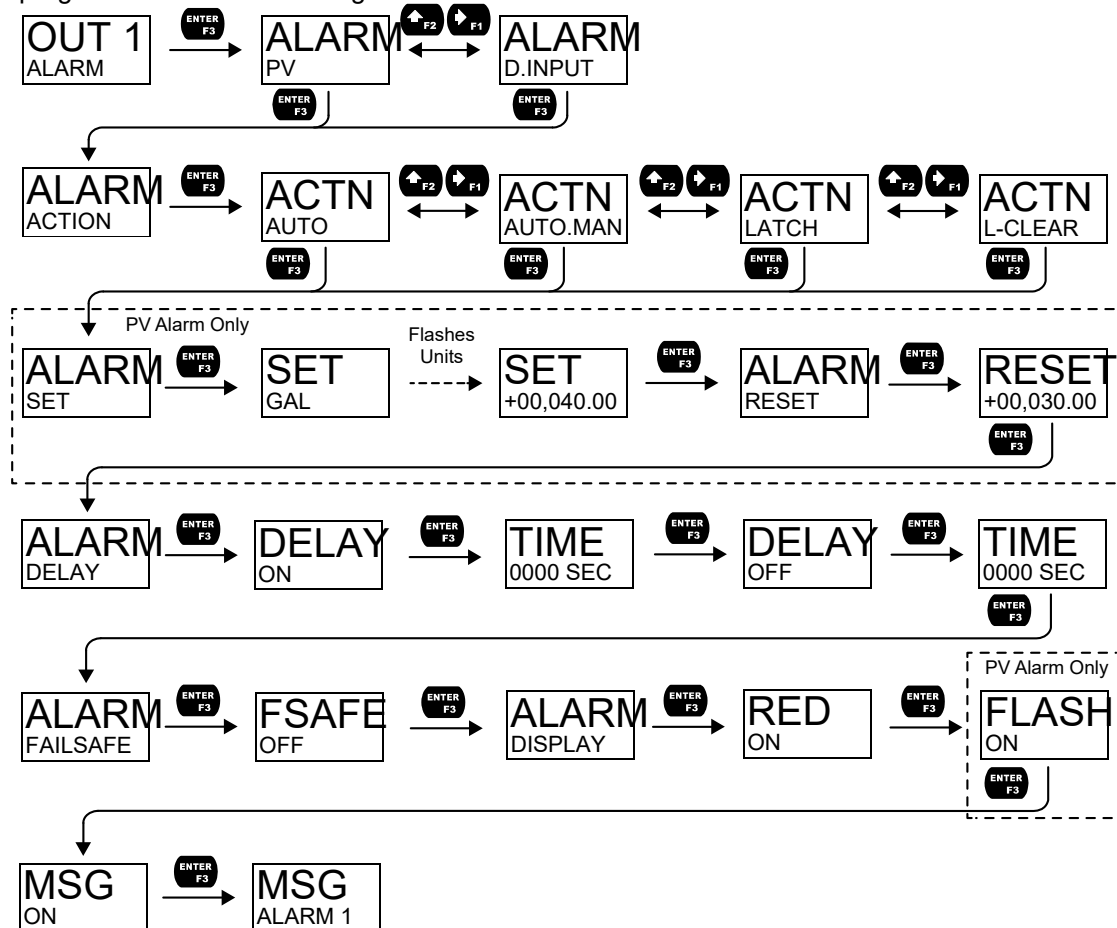 OUT 1
ALARM
ENTER F3
ALARM
PV
F2 F1
ALARM
D.INPUT
ENTER F3
ENTER F3
ALARM
ACTION
ENTER F3
ACTN
AUTO
F2 F1
ACTN
AUTO.MAN
F2 F1
ACTN
LATCH
F2 F1
ACTN
L-CLEAR
ENTER F3
ENTER F3
ENTER F3
ENTER F3
PV Alarm Only
ALARM
SET
ENTER F3
SET
GAL
Flashes
Units
SET
+00,040.00
ENTER F3
ALARM
RESET
ENTER F3
RESET
+00,030.00
ENTER F3
ALARM
DELAY
ENTER F3
DELAY
ON
ENTER F3
TIME
0000 SEC
ENTER F3
DELAY
OFF
ENTER F3
TIME
0000 SEC
ENTER F3
ALARM
FAILSAFE
ENTER F3
FSAFE
OFF
ENTER F3
ALARM
DISPLAY
ENTER F3
RED
ON
ENTER F3
PV Alarm Only
FLASH
ON
ENTER F3
MSG
ON
ENTER F3
MSG
ALARM 1